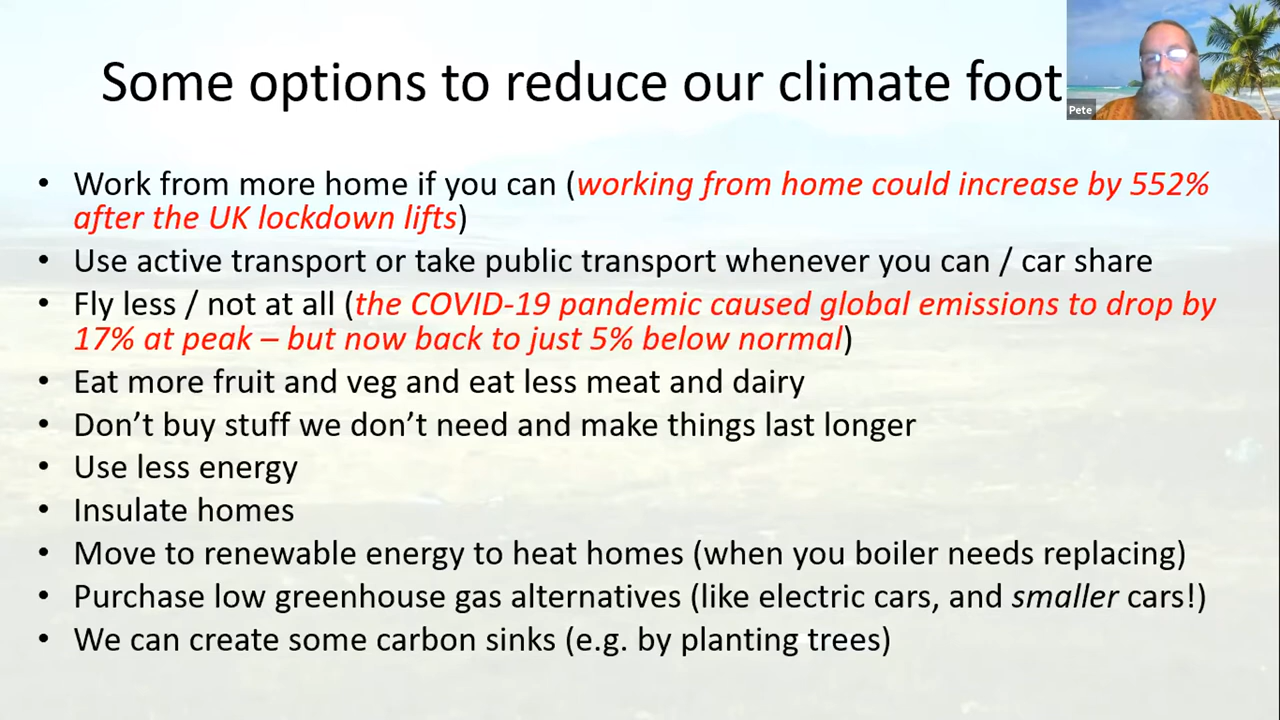 Some options to reduce our climate foot
Pete
• Work from more home if you can (working from home could increase by 552%
after the UK lockdown lifts)
• Use active transport or take public transport whenever you can / car share
• Fly less / not at all (the COVID-19 pandemic caused global emissions to drop by
17% at peak – but now back to just 5% below normal)
• Eat more fruit and veg and eat less meat and dairy
• Don’t buy stuff we don’t need and make things last longer
• Use less energy
• Insulate homes
• Move to renewable energy to heat homes (when you boiler needs replacing)
• Purchase low greenhouse gas alternatives (like electric cars, and smaller cars!)
• We can create some carbon sinks (e.g. by planting trees)